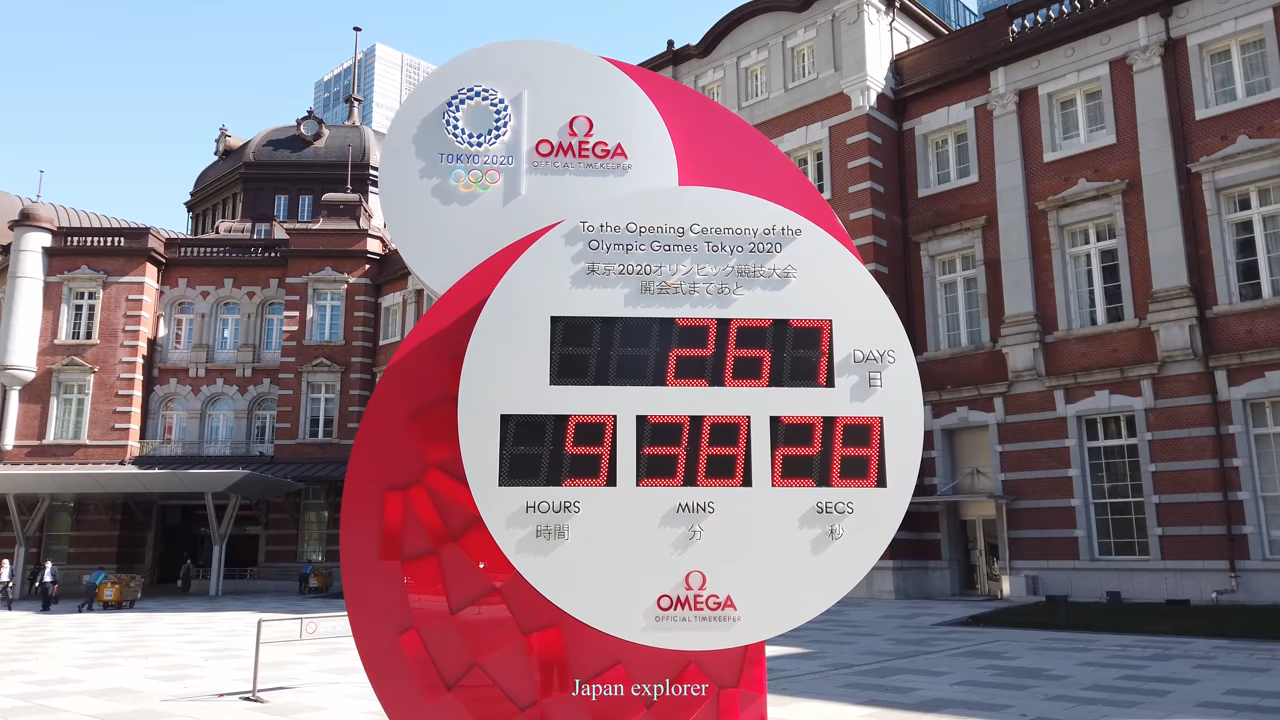 TOKYO 2020
Ω
OMEGA
OFFICIAL TIMEKEEPER
To the Opening Ceremony of the
Olympic Games Tokyo 2020
東京2020オリンピック競技大会
開会式まであと
267
DAYS
日
9 38 28
HOURS MINS SECS
時間 分 秒
Ω
OMEGA
OFFICIAL TIMEKEEPER
Japan explorer